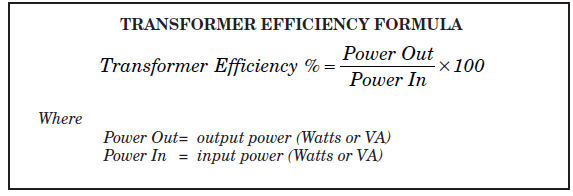 TRANSFORMER EFFICIENCY FORMULA
Transformer Efficiency % = Power Out / Power In × 100
Where
Power Out= output power (Watts or VA)
Power In = input power (Watts or VA)